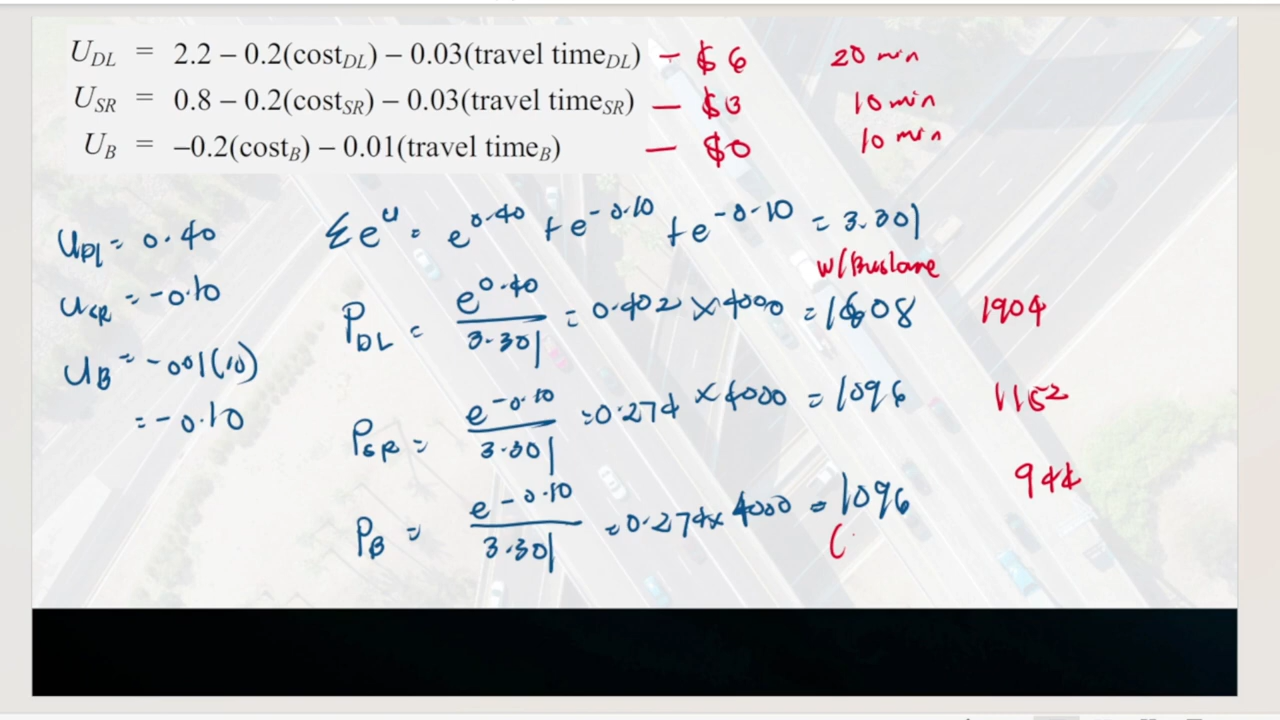 U_DL = 2.2 – 0.2(cost_DL) – 0.03(travel time_DL) – $6 20 min
U_SR = 0.8 – 0.2(cost_SR) – 0.03(travel time_SR) – $3 10 min
U_B = –0.2(cost_B) – 0.01(travel time_B) – $0 10 min
U_DL = 0.40
U_SR = -0.10
U_B = -001(10)
= -0.10
Σe^u = e^0.40 + e^-0.10 + e^-0.10 = 3.301
w/Buslane
P_DL = e^0.40 / 3.301 = 0.402 × 4000 = 1608 1904
P_SR = e^-0.10 / 3.301 = 0.274 × 4000 = 1096 1152
P_B = e^-0.10 / 3.301 = 0.274 × 4000 = 1096 944
(